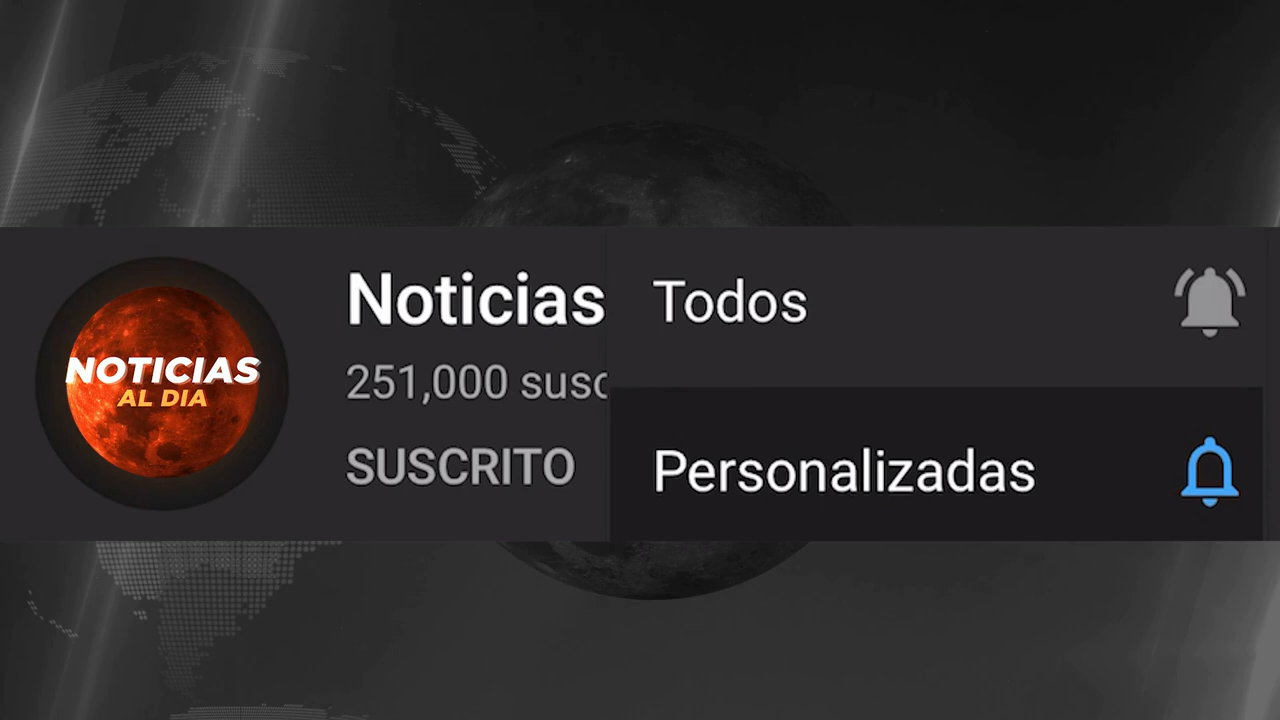 NOTICIAS
AL DIA
Noticias
251,000 susc
SUSCRITO
Todos
Personalizadas